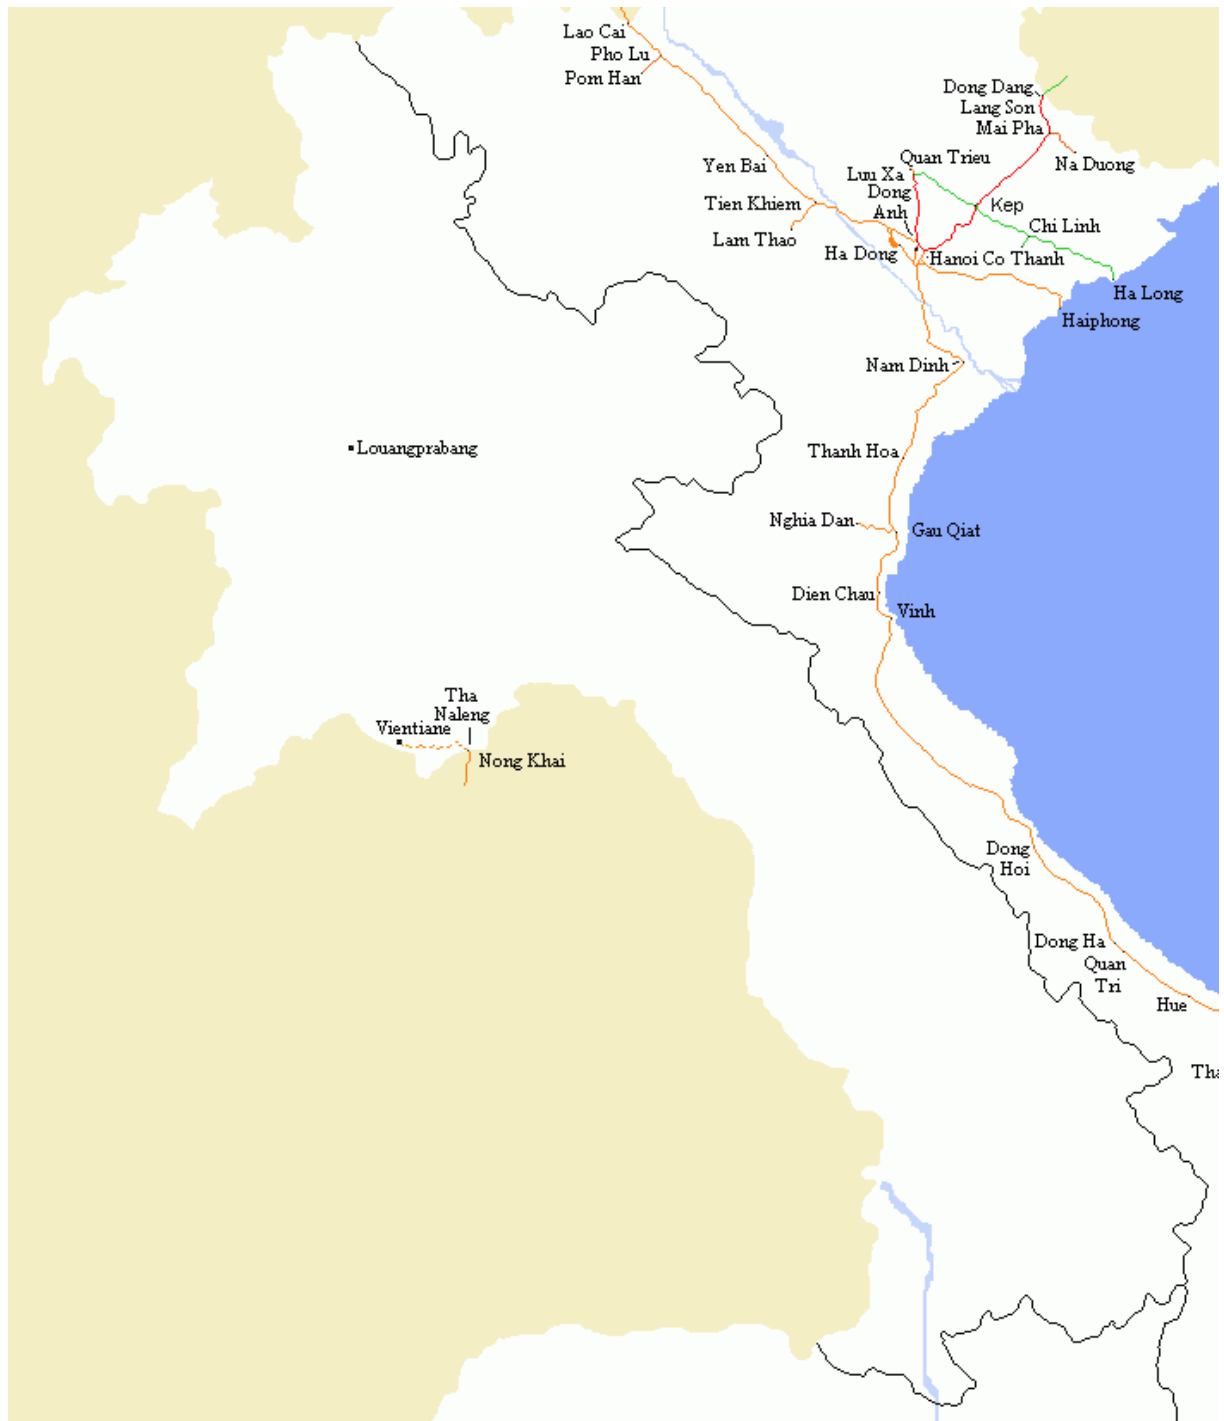 Lao Cai
Pho Lu
Pom Han
Dong Dang
Lang Son
Mai Pha
Na Duong
Quan Trieu
Luu Xa
Dong
Anh
Yen Bai
Tien Khiem
Lam Thao
Kep
Chi Linh
Ha Dong
Hanoi Co Thanh
Ha Long
Haiphong
Nam Dinh
Louangprabang
Thanh Hoa
Nghia Dan
Gau Qiat
Dien Chau
Vinh
Tha
Naleng
Vientiane
Nong Khai
Dong
Hoi
Dong Ha
Quan
Tri
Hue
Tha